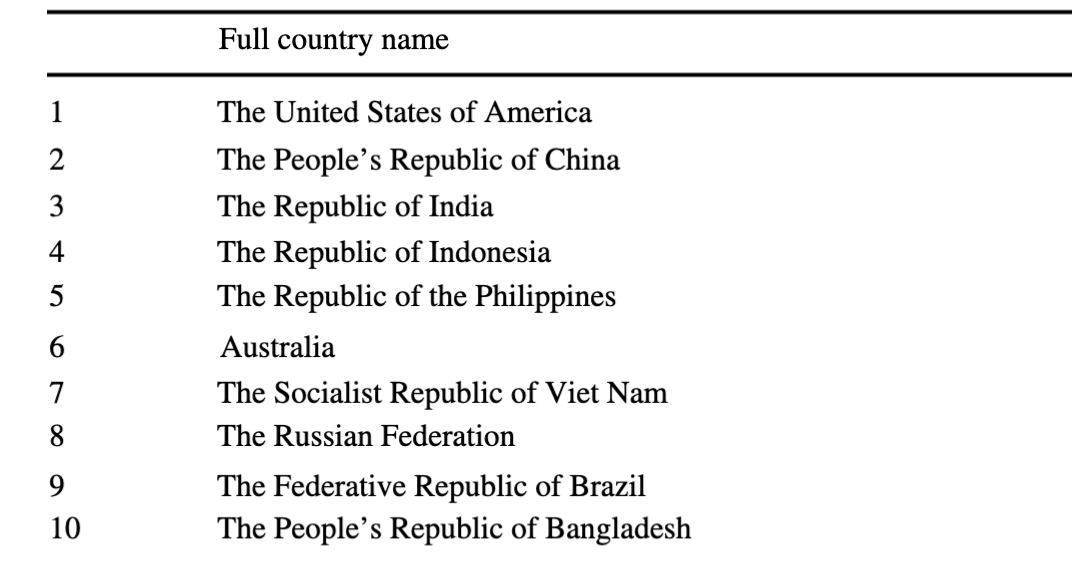 Full country name
1 The United States of America
2 The People’s Republic of China
3 The Republic of India
4 The Republic of Indonesia
5 The Republic of the Philippines
6 Australia
7 The Socialist Republic of Viet Nam
8 The Russian Federation
9 The Federative Republic of Brazil
10 The People’s Republic of Bangladesh